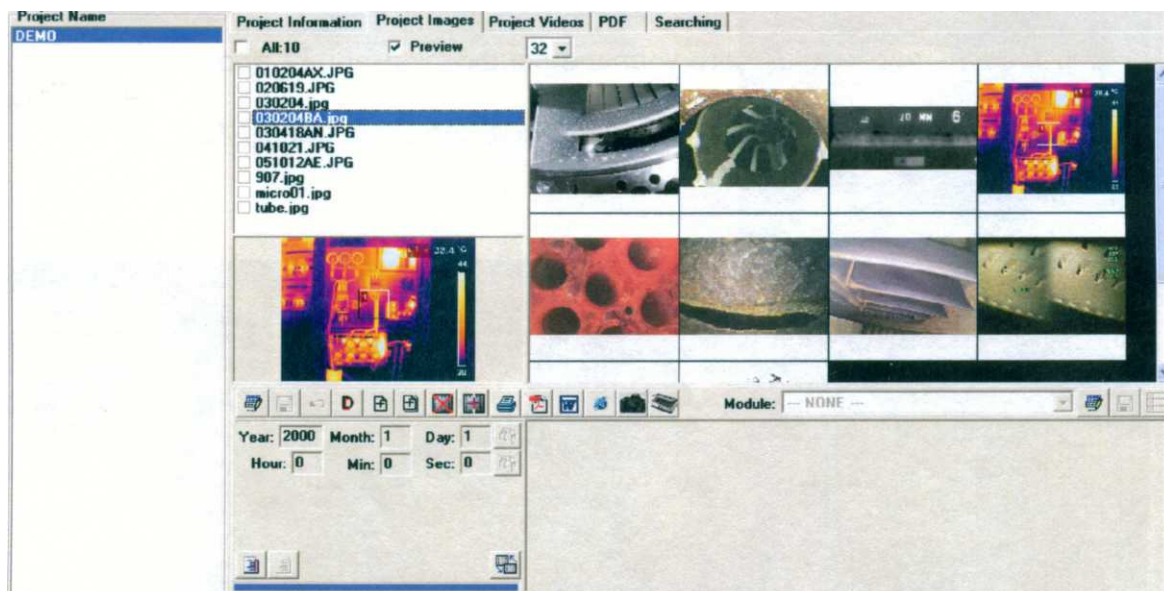 Project Name
DEMO
Project Information Project Images Project Videos PDF Searching
All:10 Preview 32
010204AX.JPG
020619.JPG
030204.jpg
030204BA.jpg
030418AN.JPG
041021.JPG
051012AE.JPG
907.jpg
micro01.jpg
tube.jpg
Module: --- NONE ---
Year: 2000 Month: 1 Day: 1
Hour: 0 Min: 0 Sec: 0